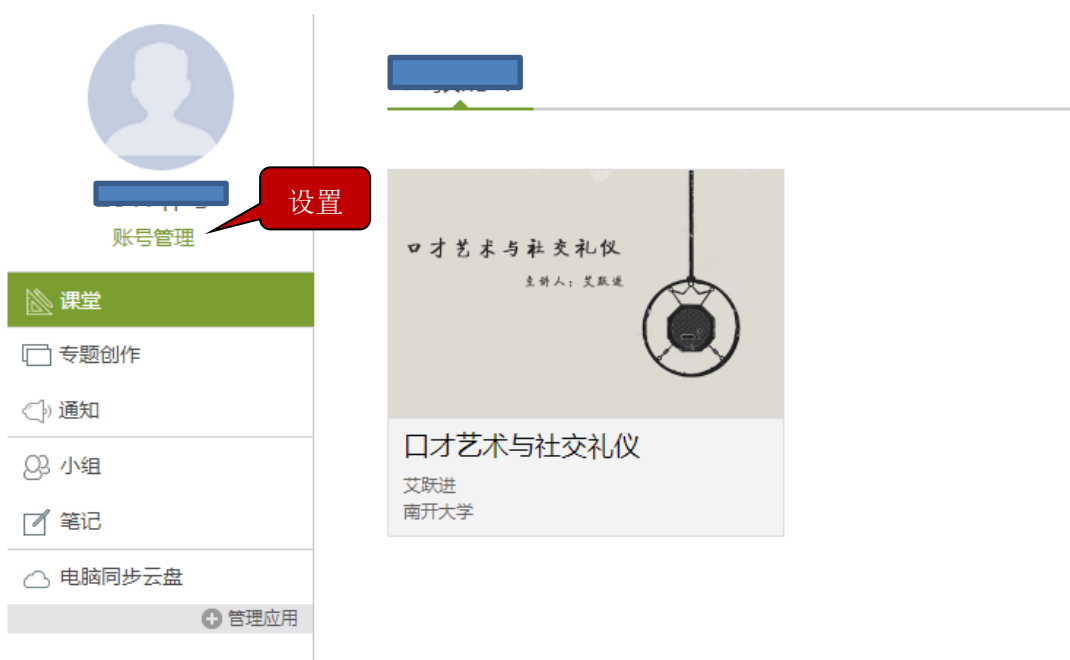 设置
账号管理
课堂
专题创作
通知
小组
笔记
电脑同步云盘
管理应用
口才艺术与社交礼仪
主讲人：艾跃进
口才艺术与社交礼仪
艾跃进
南开大学